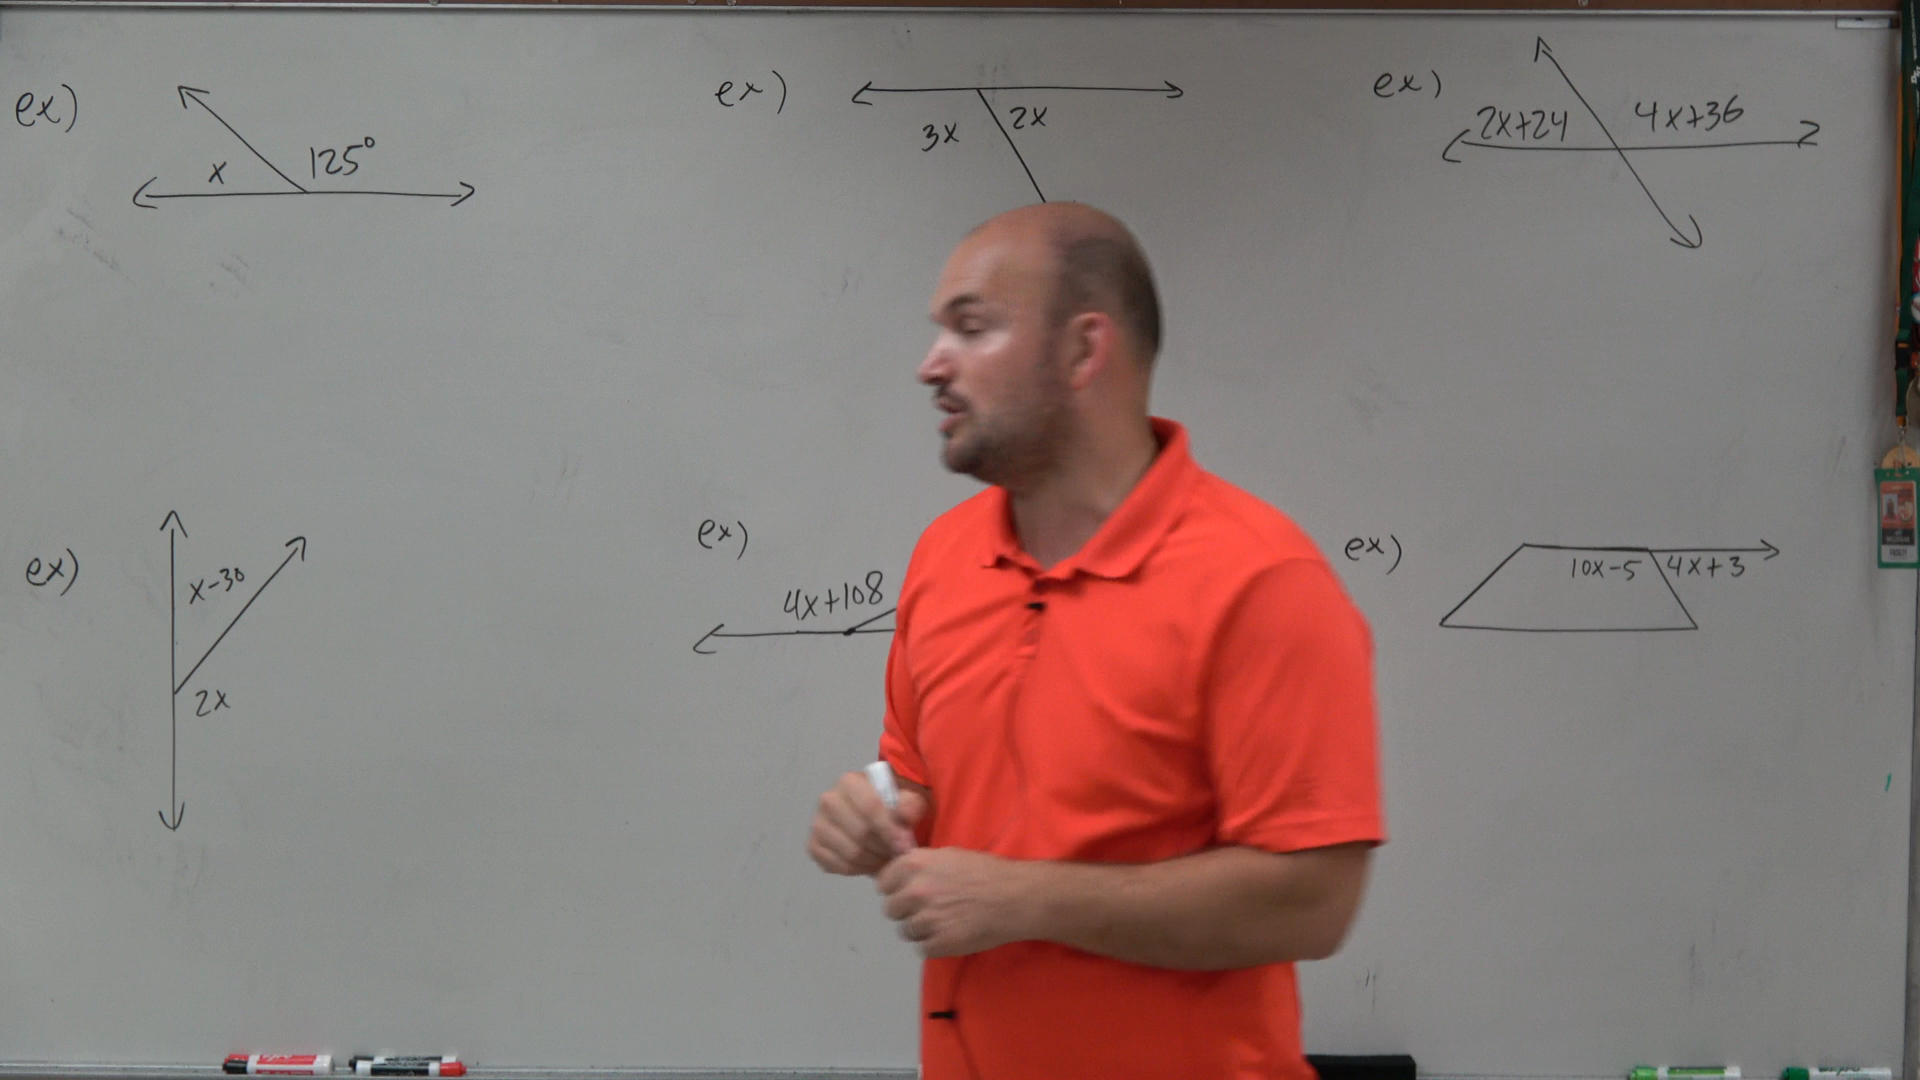 ex)
x
125°
ex)
3x
2x
ex)
2x+24
4x+36
ex)
x-30
2x
ex)
4x+108
ex)
10x-5
4x+3